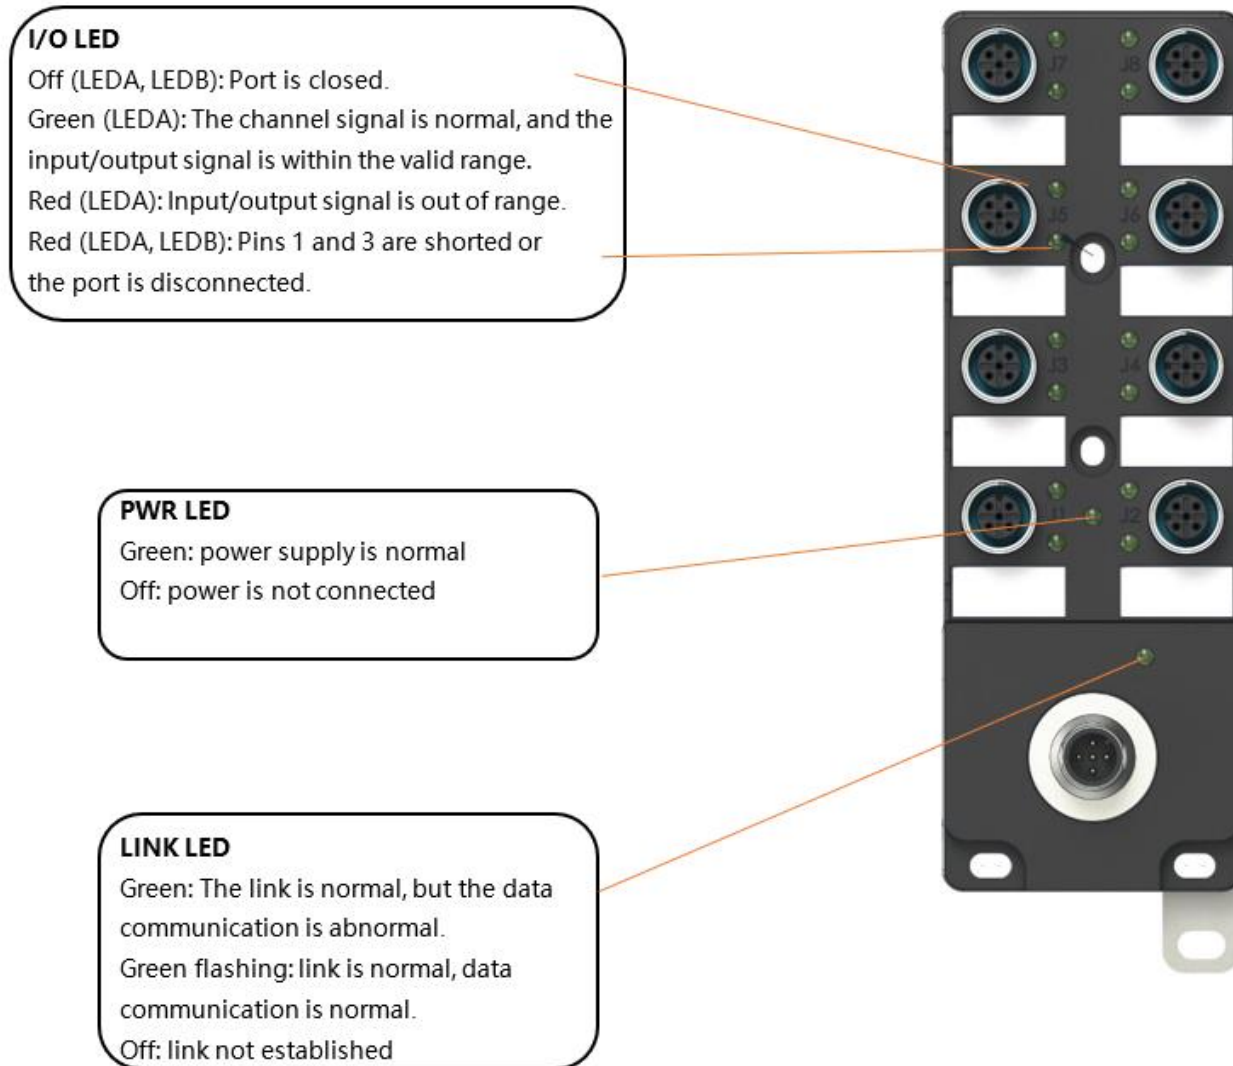 I/O LED
Off (LEDA, LEDB): Port is closed.
Green (LEDA): The channel signal is normal, and the
input/output signal is within the valid range.
Red (LEDA): Input/output signal is out of range.
Red (LEDA, LEDB): Pins 1 and 3 are shorted or
the port is disconnected.
J7 J8
J5 J6
J3 J4
PWR LED
Green: power supply is normal
Off: power is not connected
J1 J2
LINK LED
Green: The link is normal, but the data
communication is abnormal.
Green flashing: link is normal, data
communication is normal.
Off: link not established